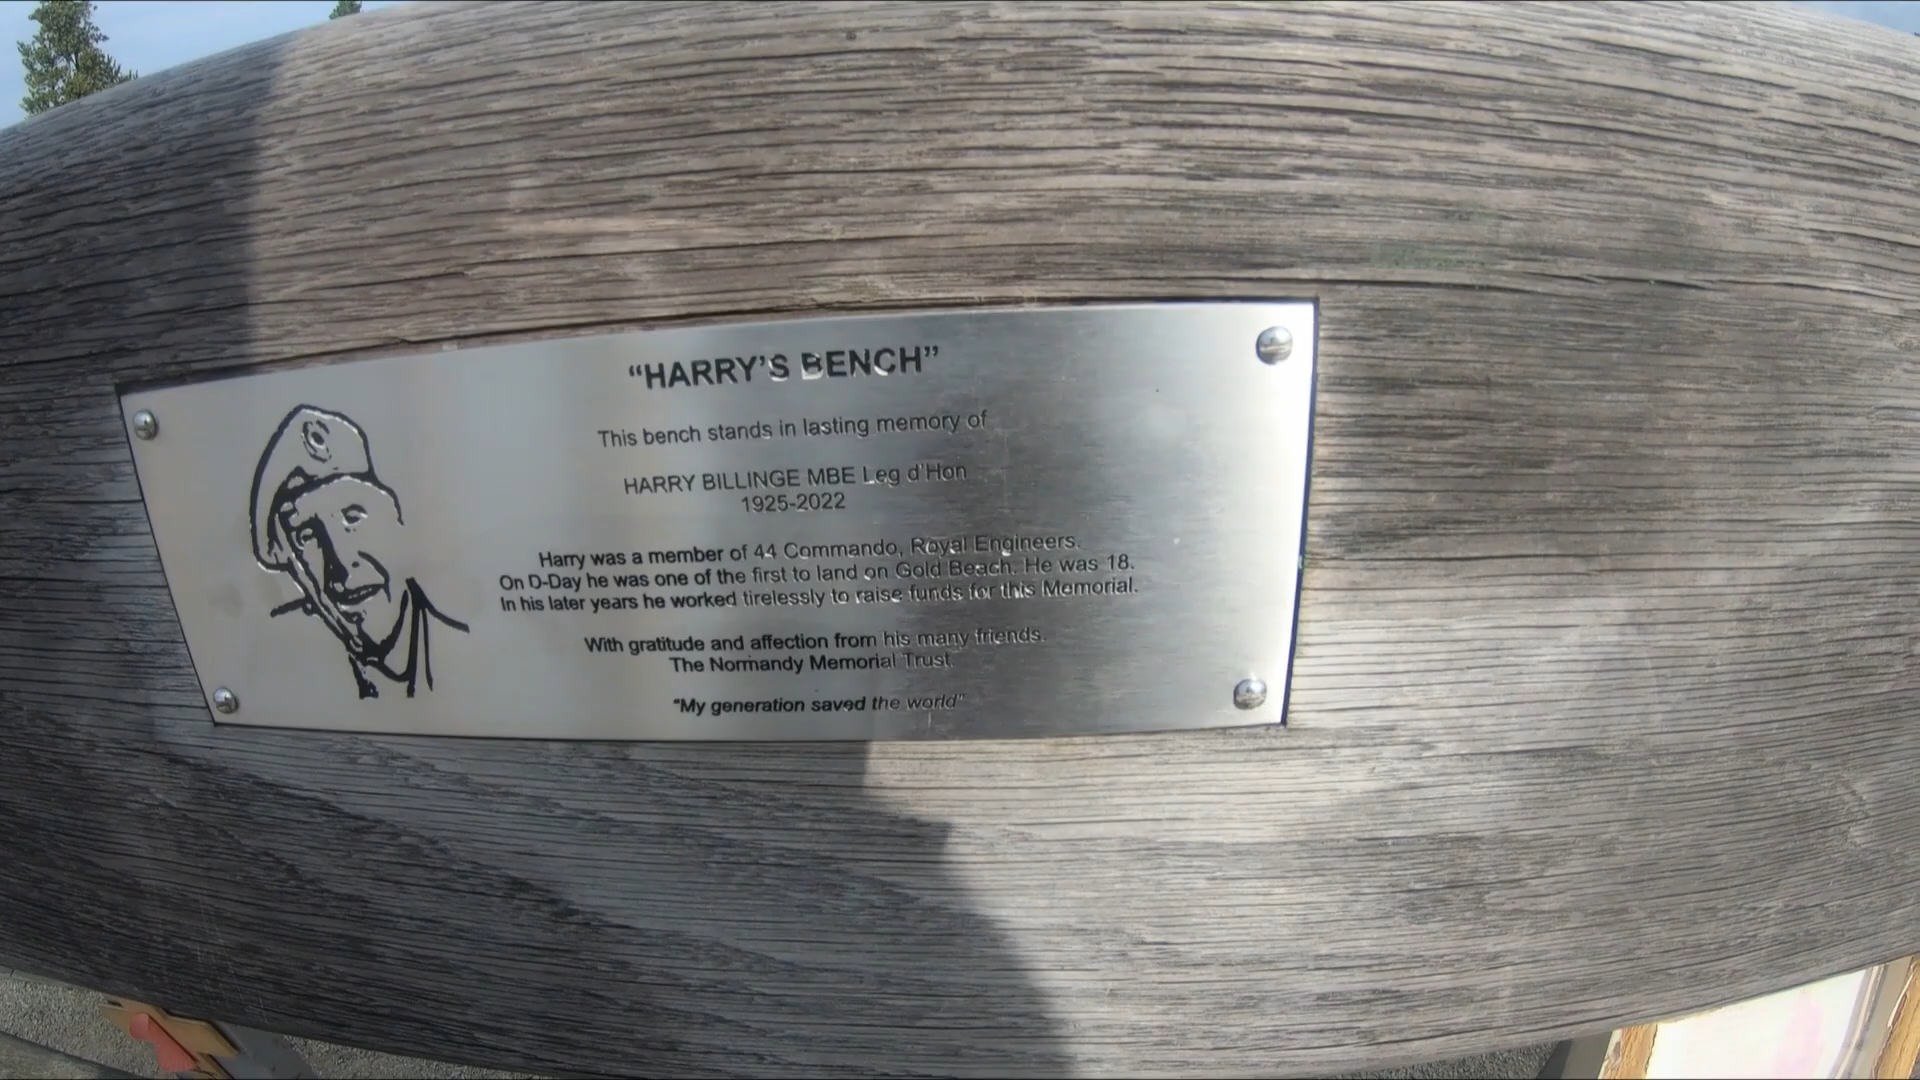 “HARRY’S BENCH”
This bench stands in lasting memory of
HARRY BILLINGE MBE Leg d’Hon
1925-2022
Harry was a member of 44 Commando, Royal Engineers.
On D-Day he was one of the first to land on Gold Beach. He was 18.
In his later years he worked tirelessly to raise funds for this Memorial.
With gratitude and affection from his many friends.
The Normandy Memorial Trust.
“My generation saved the world”